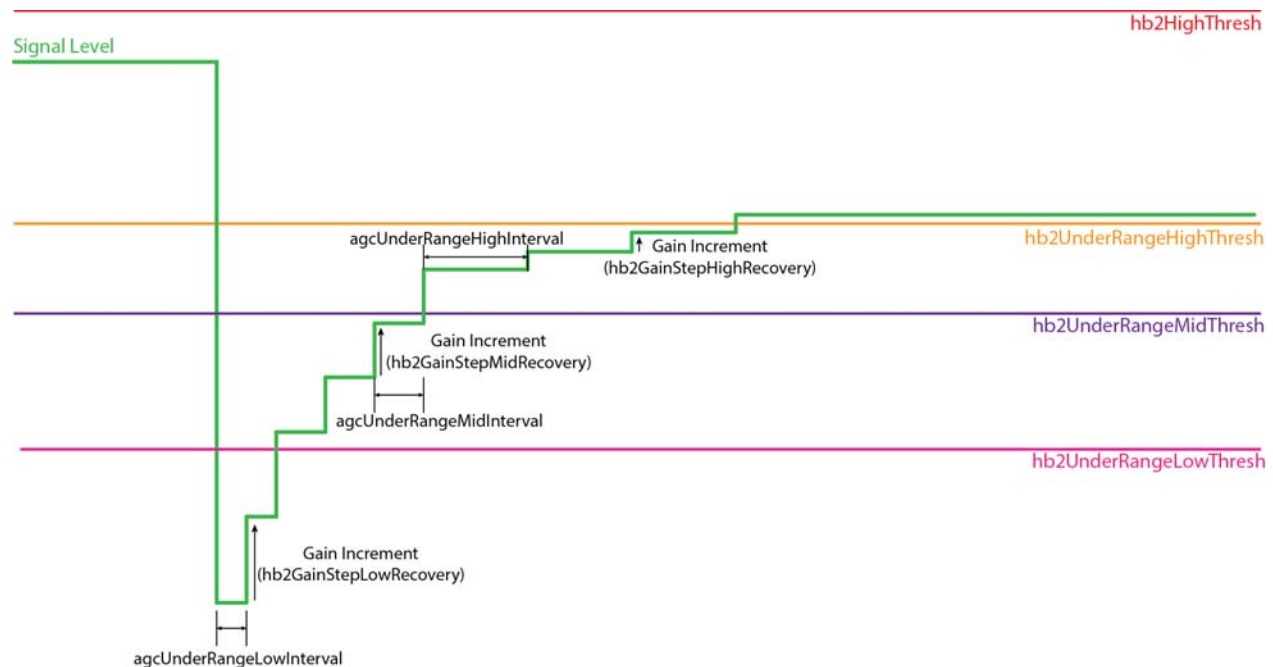 hb2HighThresh
Signal Level
agcUnderRangeHighInterval
Gain Increment
(hb2GainStepHighRecovery)
hb2UnderRangeHighThresh
hb2UnderRangeMidThresh
Gain Increment
(hb2GainStepMidRecovery)
agcUnderRangeMidInterval
hb2UnderRangeLowThresh
Gain Increment
(hb2GainStepLowRecovery)
agcUnderRangeLowInterval